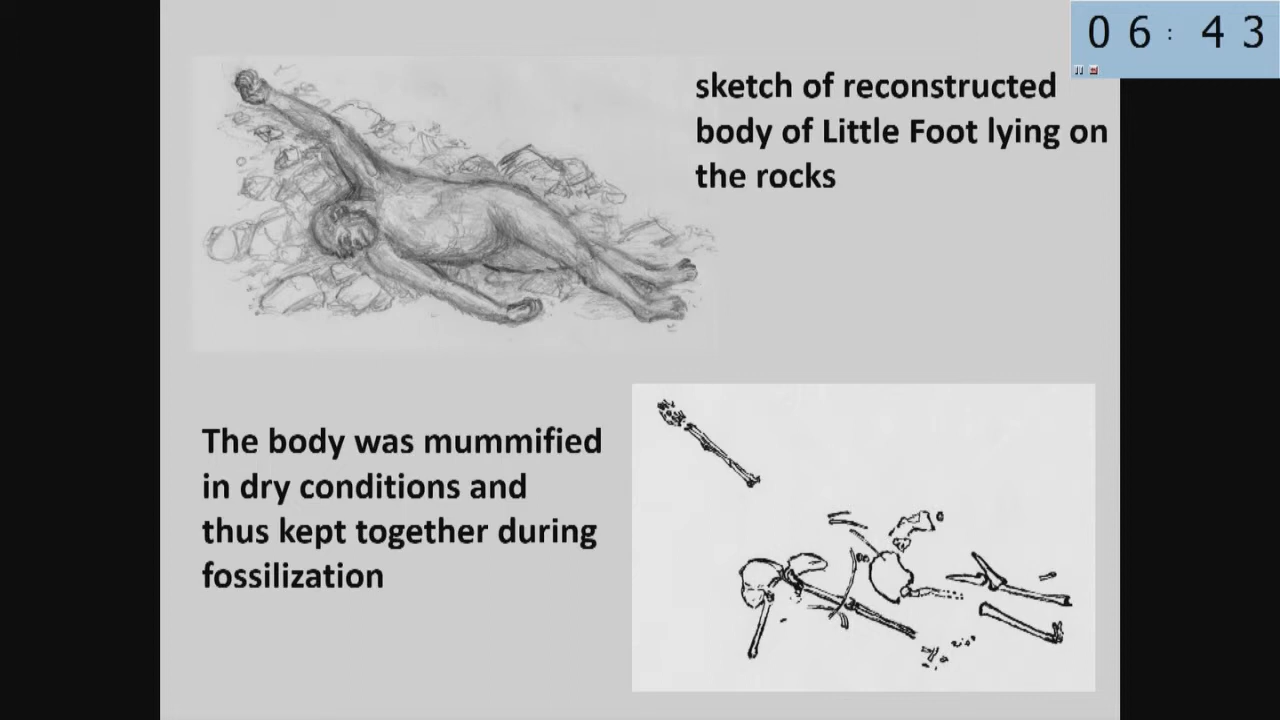 06: 43
sketch of reconstructed
body of Little Foot lying on
the rocks
The body was mummified
in dry conditions and
thus kept together during
fossilization